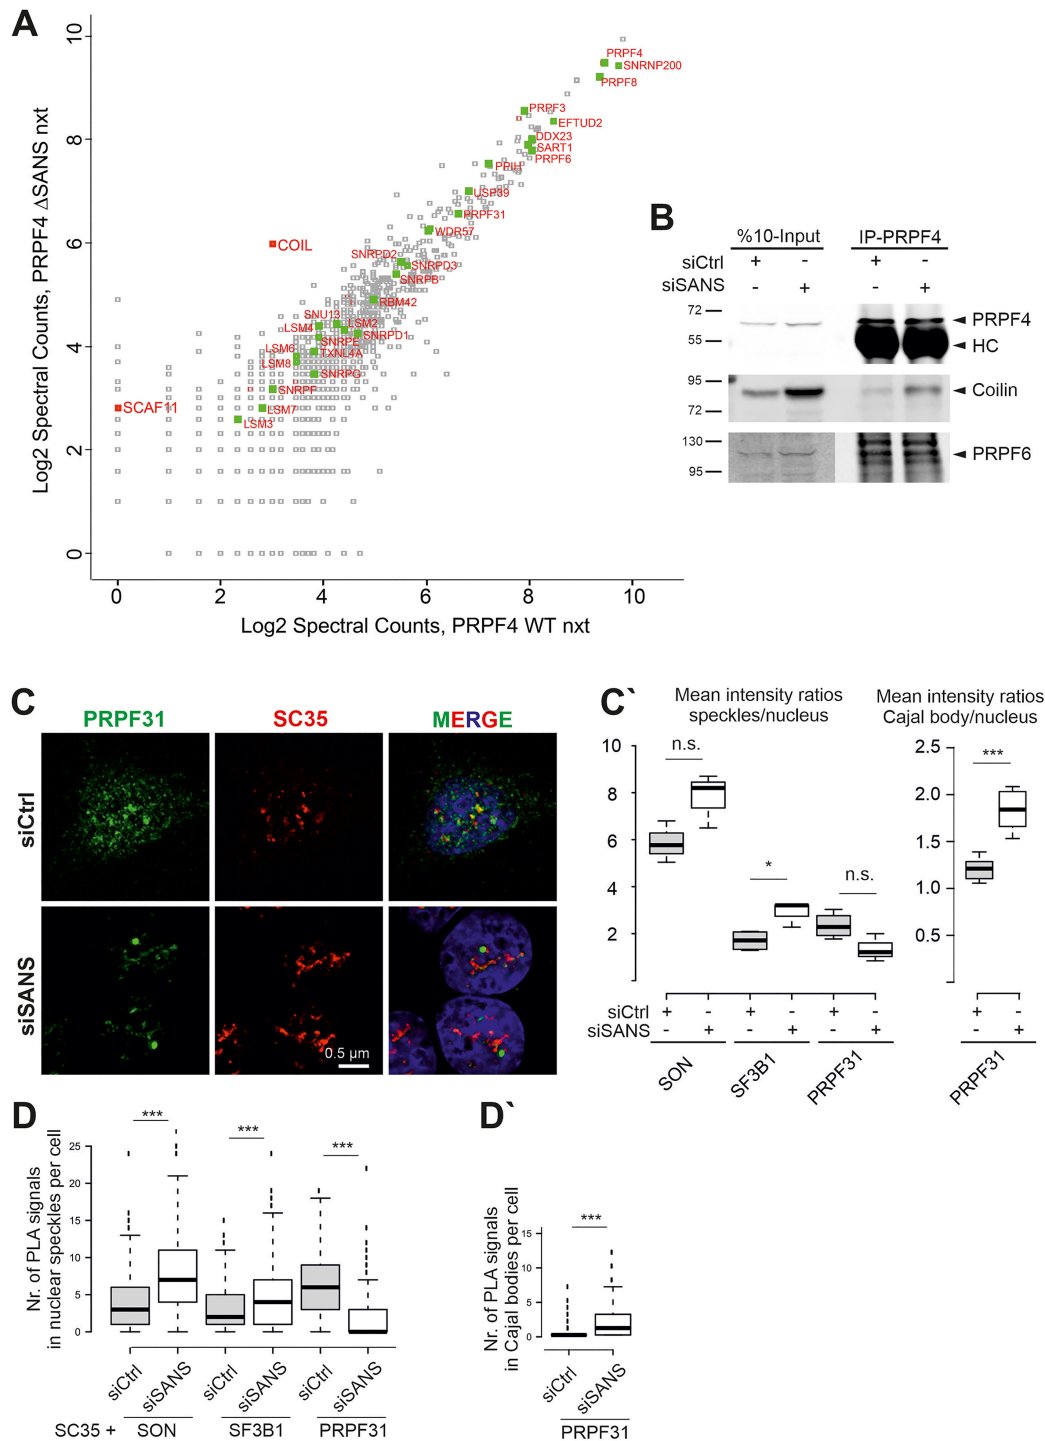 A
Log2 Spectral Counts, PRPF4 ΔSANS nxt
10
8
6
4
2
0
PRPF4
SNRNP200
PRPF8
PRPF3
EFTUD2
DDX23
SART1
PRPF6
PPIH
USP39
PRPF31
WDR57
COIL
SNRPD2
SNRPD3
SNRPB
RBM42
SNU13
LSM4
LSM2
SNRPD1
SNRPE
LSM6
TXNL4A
LSM8
SNRPG
SNRPF
SCAF11
LSM7
LSM3
0 2 4 6 8 10
Log2 Spectral Counts, PRPF4 WT nxt
B
%10-Input IP-PRPF4
siCtrl + - + -
siSANS - + - +
72
55
PRPF4
HC
95
72
Coilin
130
95
PRPF6
C
PRPF31 SC35 MERGE
siCtrl
siSANS
0.5 µm
C`
Mean intensity ratios
speckles/nucleus
10
8
6
4
2
n.s.
*
n.s.
siCtrl + - + - + -
siSANS - + - + - +
SON SF3B1 PRPF31
Mean intensity ratios
Cajal body/nucleus
2.5
2.0
1.5
1.0
0.5
***
+ -
- +
PRPF31
D
Nr. of PLA signals
in nuclear speckles per cell
25
20
15
10
5
0
*** *** ***
siCtrl siSANS siCtrl siSANS siCtrl siSANS
SC35 + SON SF3B1 PRPF31
D`
Nr. of PLA signals
in Cajal bodies per cell
15
10
5
0
***
siCtrl siSANS
PRPF31